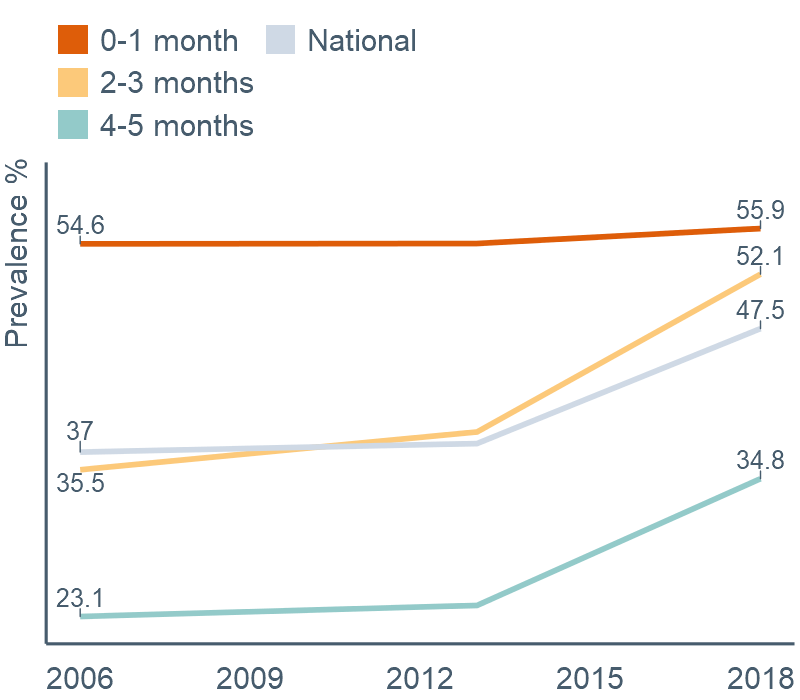 0-1 month
National
2-3 months
4-5 months
Prevalence %
54.6
55.9
52.1
47.5
37
35.5
34.8
23.1
2006 2009 2012 2015 2018